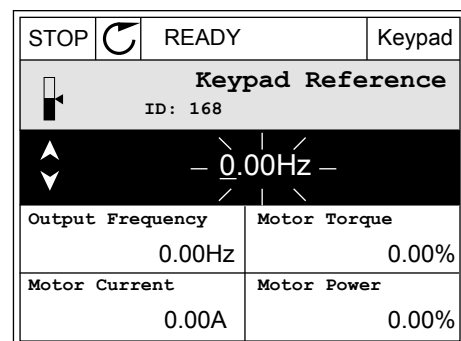 STOP READY Keypad
Keypad Reference
ID: 168
0.00Hz
Output Frequency Motor Torque
0.00Hz 0.00%
Motor Current Motor Power
0.00A 0.00%